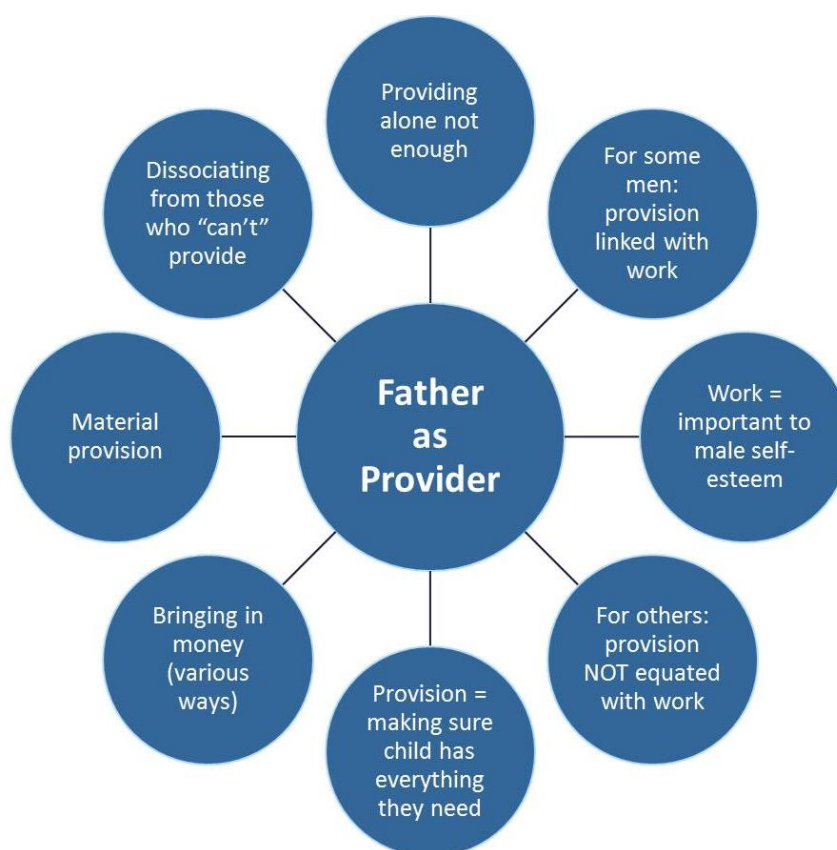 Providing
alone not
enough
For some
men:
provision
linked with
work
Work =
important to
male self-
esteem
For others:
provision
NOT equated
with work
Provision =
making sure
child has
everything
they need
Bringing in
money
(various
ways)
Material
provision
Dissociating
from those
who “can’t”
provide
Father
as
Provider